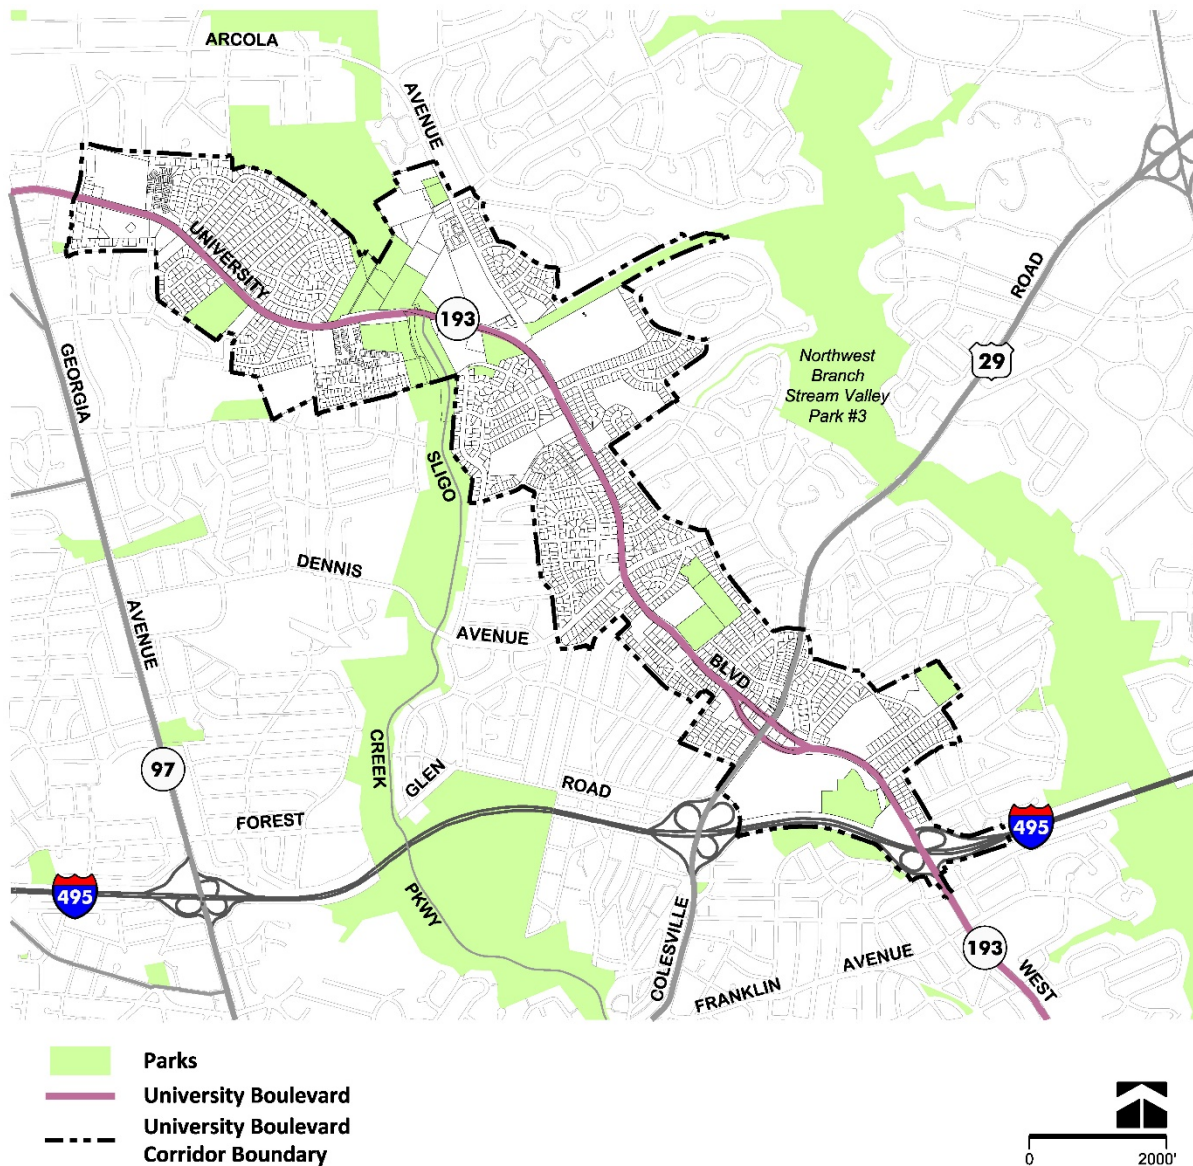 ARCOLA
AVENUE
UNIVERSITY
193
ROAD
29
GEORGIA
Northwest
Branch
Stream Valley
Park #3
SLIGO
DENNIS
AVENUE
AVENUE
BLVD
97
CREEK
GLEN
ROAD
FOREST
495
495
PKWY
COLESVILLE
FRANKLIN
AVENUE
193
WEST
Parks
University Boulevard
University Boulevard
Corridor Boundary
0 2000'